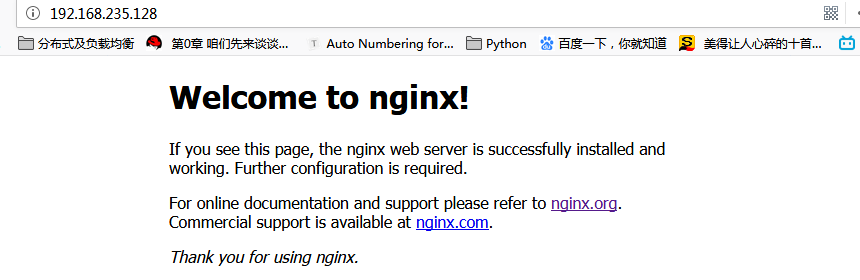 192.168.235.128
分布式及负载均衡 第0章 咱们先来谈谈... T Auto Numbering for... Python 百度一下，你就知道 S 美得让人心碎的十首...
Welcome to nginx!
If you see this page, the nginx web server is successfully installed and
working. Further configuration is required.
For online documentation and support please refer to nginx.org.
Commercial support is available at nginx.com.
Thank you for using nginx.